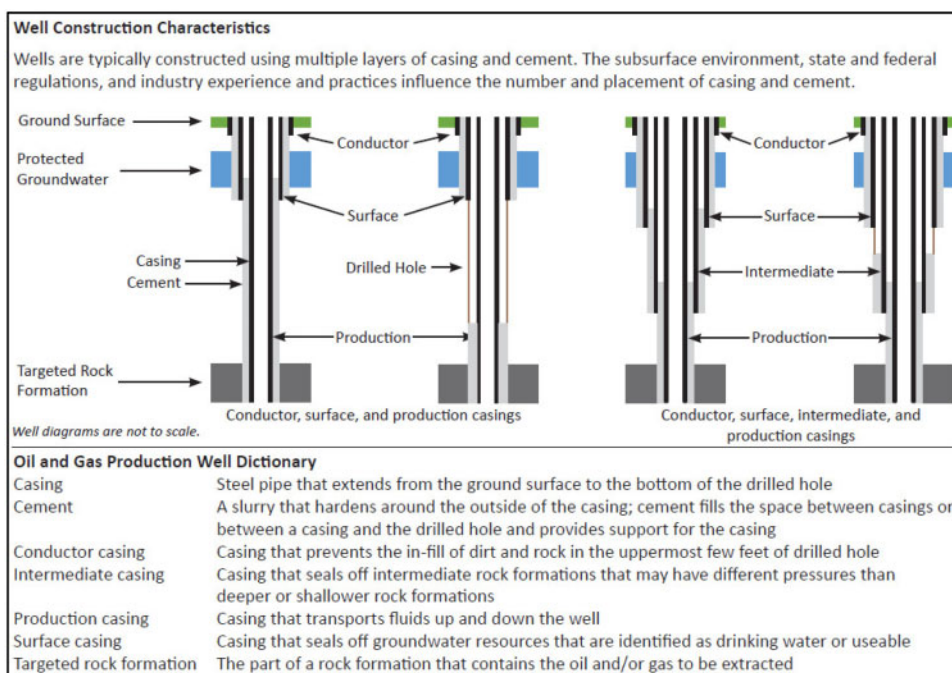 Well Construction Characteristics
Wells are typically constructed using multiple layers of casing and cement. The subsurface environment, state and federal
regulations, and industry experience and practices influence the number and placement of casing and cement.
Ground Surface
Conductor
Conductor
Protected
Groundwater
Surface
Surface
Casing
Drilled Hole
Intermediate
Cement
Production
Production
Targeted Rock
Formation
Conductor, surface, and production casings
Conductor, surface, intermediate, and
production casings
Well diagrams are not to scale.
Oil and Gas Production Well Dictionary
Casing Steel pipe that extends from the ground surface to the bottom of the drilled hole
Cement A slurry that hardens around the outside of the casing; cement fills the space between casings or
between a casing and the drilled hole and provides support for the casing
Conductor casing Casing that prevents the in-fill of dirt and rock in the uppermost few feet of drilled hole
Intermediate casing Casing that seals off intermediate rock formations that may have different pressures than
deeper or shallower rock formations
Production casing Casing that transports fluids up and down the well
Surface casing Casing that seals off groundwater resources that are identified as drinking water or useable
Targeted rock formation The part of a rock formation that contains the oil and/or gas to be extracted